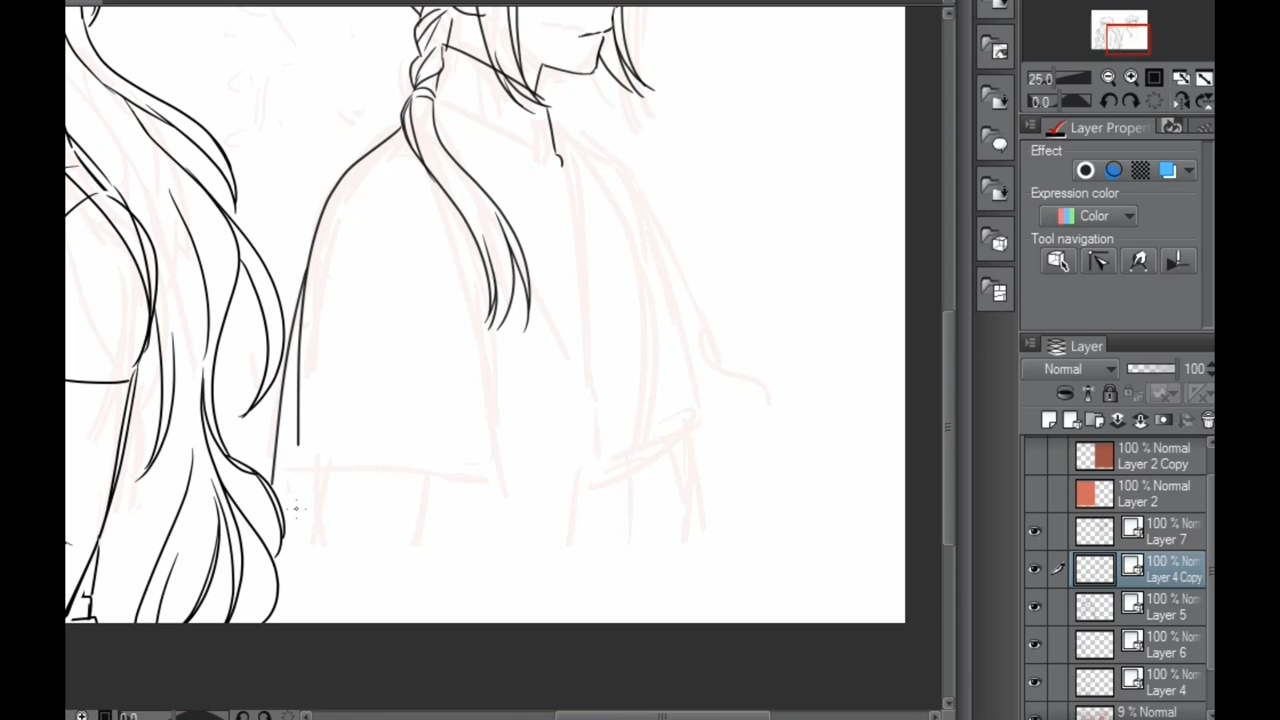 25.0
0.0
Layer Proper
Effect
Expression color
Color
Tool navigation
Layer
Normal 100
100 % Normal
Layer 2 Copy
100 % Normal
Layer 2
100 % Nor
Layer 7
100 % Nor
Layer 4 Copy
100 % Nor
Layer 5
100 % Nor
Layer 6
100 % Nor
Layer 4
9 % Normal
0.0